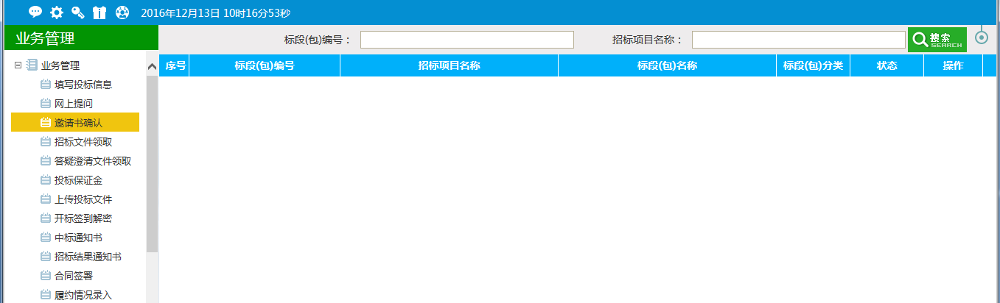 2016年12月13日 10时16分53秒
业务管理
标段(包)编号：
招标项目名称：
搜索
SEARCH
序号 标段(包)编号 招标项目名称 标段(包)名称 标段(包)分类 状态 操作
业务管理
填写投标信息
网上提问
邀请书确认
招标文件领取
答疑澄清文件领取
投标保证金
上传投标文件
开标签到解密
中标通知书
招标结果通知书
合同签署
履约情况录入